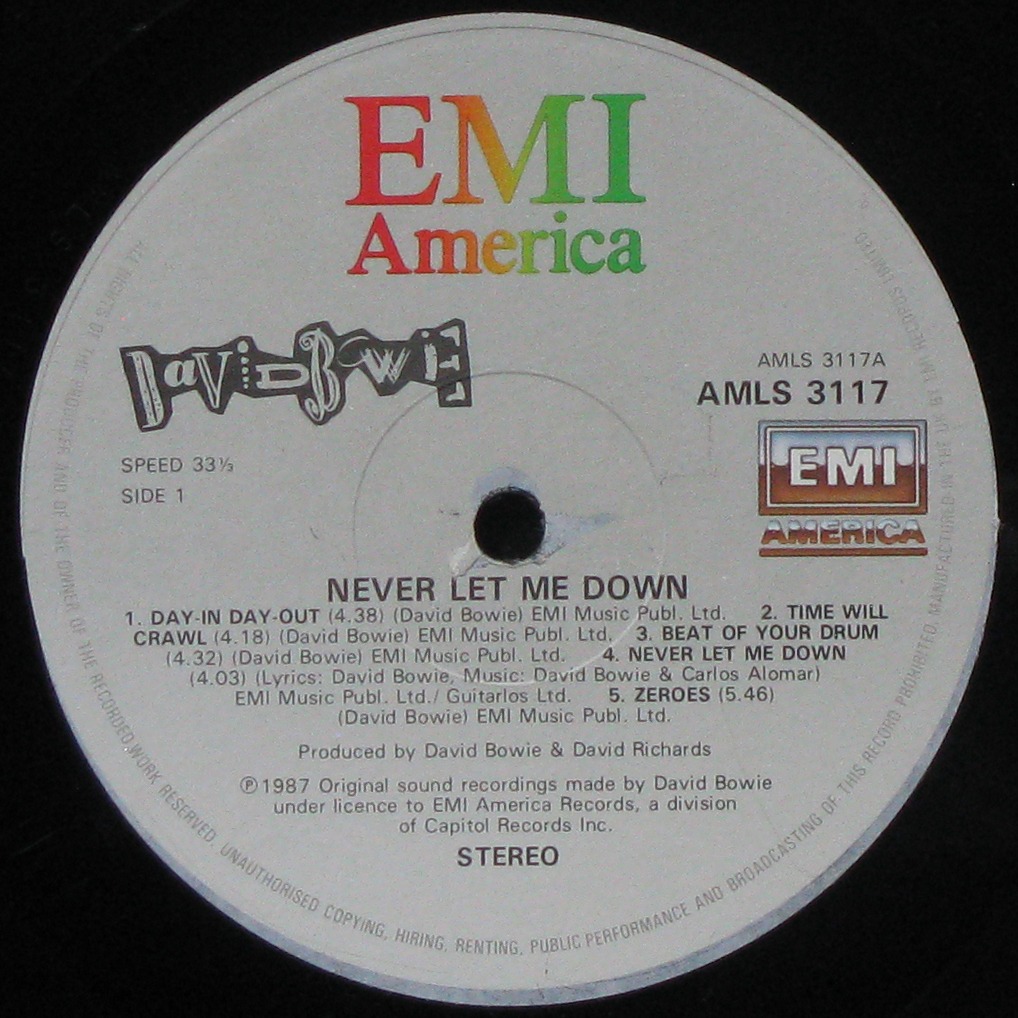 EMI
America
DAViD BoWiE
AMLS 3117A
AMLS 3117
EMI
AMERICA
SPEED 33⅓
SIDE 1
NEVER LET ME DOWN
1. DAY-IN DAY-OUT (4.38) (David Bowie) EMI Music Publ. Ltd. 2. TIME WILL
CRAWL (4.18) (David Bowie) EMI Music Publ. Ltd. 3. BEAT OF YOUR DRUM
(4.32) (David Bowie) EMI Music Publ. Ltd. 4. NEVER LET ME DOWN
(4.03) (Lyrics: David Bowie, Music: David Bowie & Carlos Alomar)
EMI Music Publ. Ltd./ Guitarlos Ltd. 5. ZEROES (5.46)
(David Bowie) EMI Music Publ. Ltd.
Produced by David Bowie & David Richards
℗1987 Original sound recordings made by David Bowie
under licence to EMI America Records, a division
of Capitol Records Inc.
STEREO
ALL RIGHTS OF THE PRODUCER AND OF THE OWNER OF THE RECORDED WORK RESERVED. UNAUTHORISED COPYING, HIRING, RENTING, PUBLIC PERFORMANCE AND BROADCASTING OF THIS RECORD PROHIBITED. MANUFACTURED IN THE UK BY EMI RECORDS LIMITED.